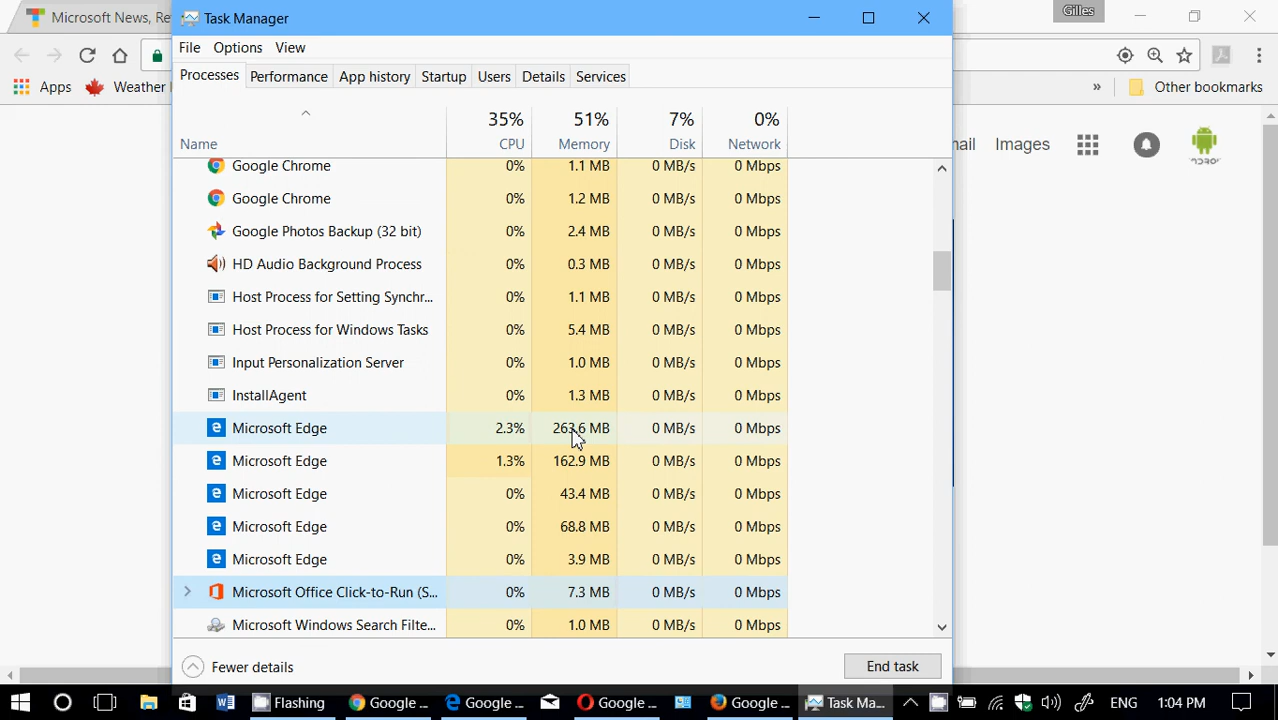 Microsoft News, Re
Task Manager
Gilles
File Options View
Apps
Weather
Other bookmarks
Processes Performance App history Startup Users Details Services
35% 51% 7% 0%
Name CPU Memory Disk Network
ail Images
Google Chrome 0% 1.1 MB 0 MB/s 0 Mbps
Google Chrome 0% 1.2 MB 0 MB/s 0 Mbps
Google Photos Backup (32 bit) 0% 2.4 MB 0 MB/s 0 Mbps
HD Audio Background Process 0% 0.3 MB 0 MB/s 0 Mbps
Host Process for Setting Synchr... 0% 1.1 MB 0 MB/s 0 Mbps
Host Process for Windows Tasks 0% 5.4 MB 0 MB/s 0 Mbps
Input Personalization Server 0% 1.0 MB 0 MB/s 0 Mbps
InstallAgent 0% 1.3 MB 0 MB/s 0 Mbps
Microsoft Edge 2.3% 263.6 MB 0 MB/s 0 Mbps
Microsoft Edge 1.3% 162.9 MB 0 MB/s 0 Mbps
Microsoft Edge 0% 43.4 MB 0 MB/s 0 Mbps
Microsoft Edge 0% 68.8 MB 0 MB/s 0 Mbps
Microsoft Edge 0% 3.9 MB 0 MB/s 0 Mbps
Microsoft Office Click-to-Run (S... 0% 7.3 MB 0 MB/s 0 Mbps
Microsoft Windows Search Filte... 0% 1.0 MB 0 MB/s 0 Mbps
Fewer details End task
Flashing Google ... Google ... Google ... Google ... Task Ma... ENG 1:04 PM